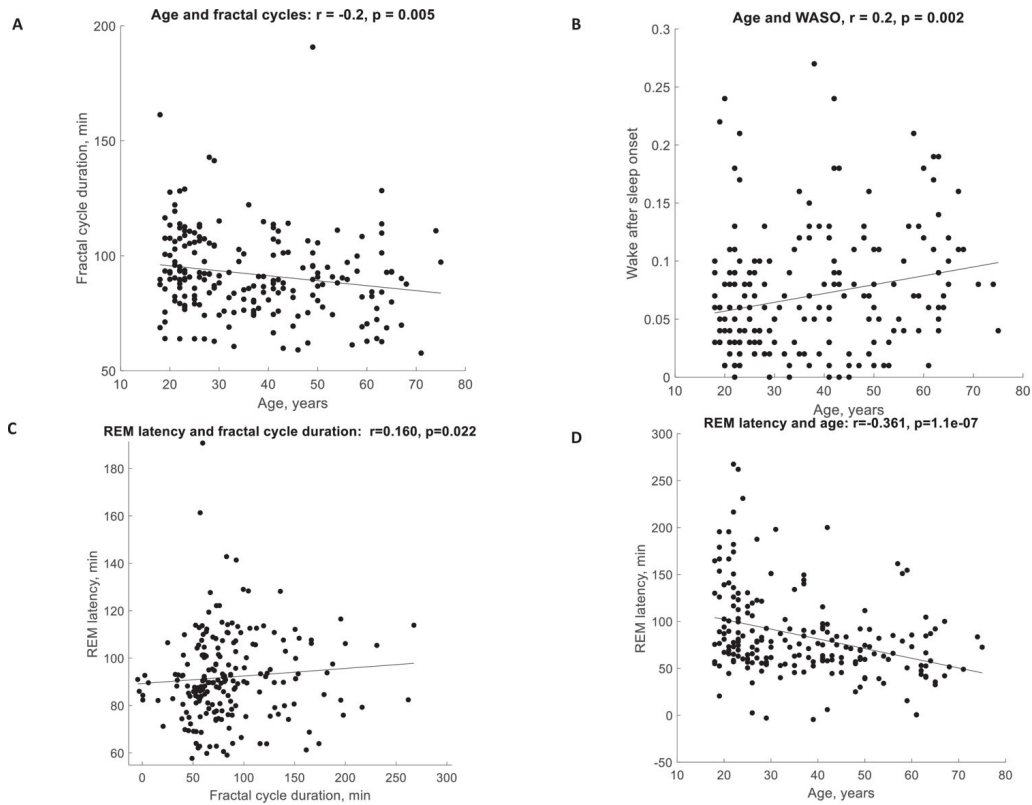 A
Age and fractal cycles: r = -0.2, p = 0.005
200
150
100
50
Fractal cycle duration, min
10 20 30 40 50 60 70 80
Age, years
B
Age and WASO, r = 0.2, p = 0.002
0.3
0.25
0.2
0.15
0.1
0.05
0
Wake after sleep onset
10 20 30 40 50 60 70 80
Age, years
C
REM latency and fractal cycle duration: r=0.160, p=0.022
180
160
140
120
100
80
60
REM latency, min
0 50 100 150 200 250 300
Fractal cycle duration, min
D
REM latency and age: r=-0.361, p=1.1e-07
300
250
200
150
100
50
0
-50
REM latency, min
10 20 30 40 50 60 70 80
Age, years